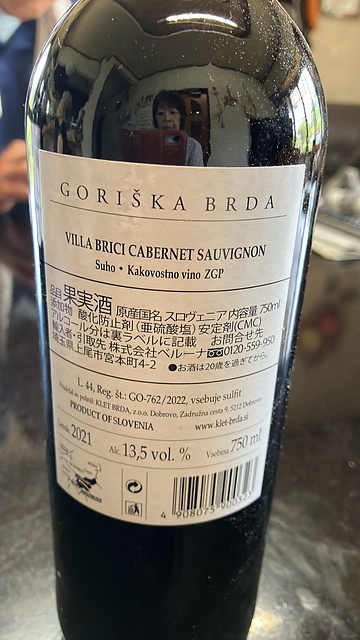 GORIŠKA BRDA
VILLA BRICI CABERNET SAUVIGNON
Suho • Kakovostno vino ZGP
品目 果実酒 原産国名 スロヴェニア 内容量 750ml
添加物 酸化防止剤(亜硫酸塩) 安定剤(CMC)
アルコール分は裏ラベルに記載 お問合せ先
輸入者・引取先 株式会社ベルーナ 0120-559-950
埼玉県上尾市宮本町4-2 ●お酒は20歳を過ぎてから。
L. 44, Reg. št.: GO-762/2022, vsebuje sulfit
Pridelal in polnil: KLET BRDA, z.o.o. Dobrovo, Zadružna cesta 9, 5212 Dobrovo
PRODUCT OF SLOVENIA www.klet-brda.si
Letnik: 2021 Alc. 13,5 vol. % Vsebina 750 ml
4 908075 900